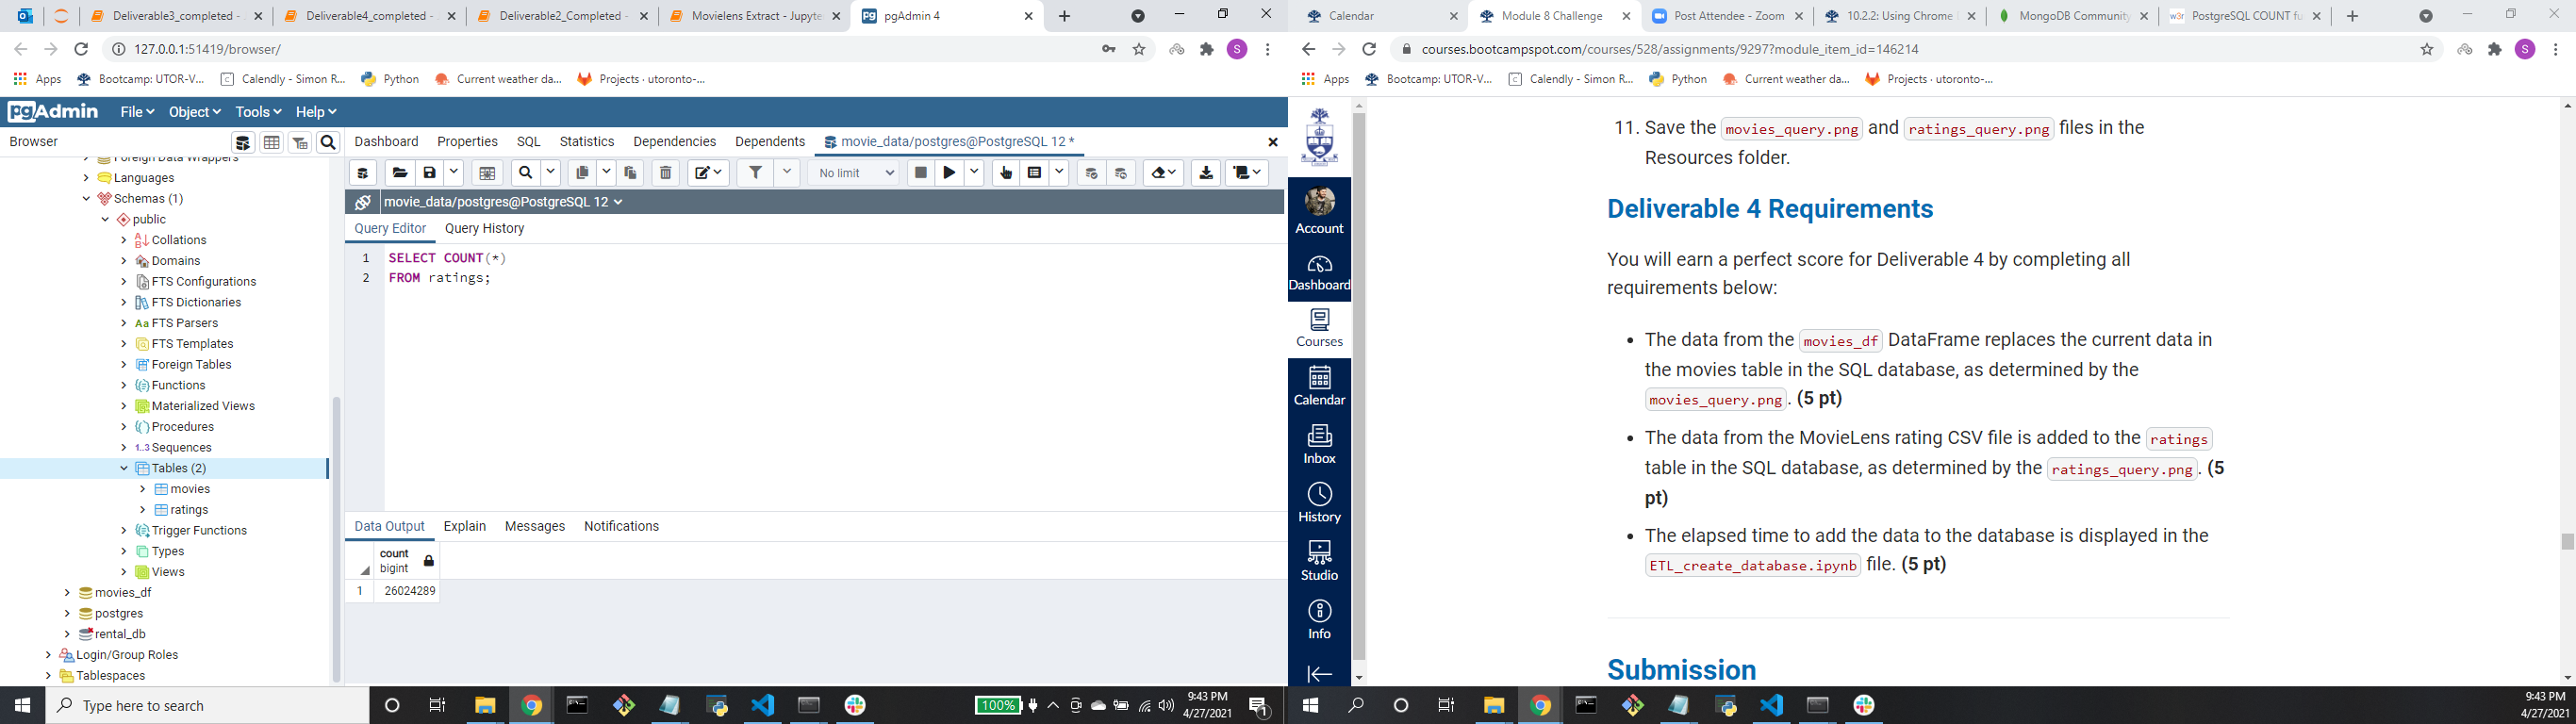 Deliverable3_completed -
Deliverable4_completed -
Deliverable2_Completed -
Movielens Extract - Jupyte
pgAdmin 4
127.0.0.1:51419/browser/
S
Apps
Bootcamp: UTOR-V...
Calendly - Simon R...
Python
Current weather da...
Projects · utoronto-...
pgAdmin
File
Object
Tools
Help
Browser
Dashboard
Properties
SQL
Statistics
Dependencies
Dependents
movie_data/postgres@PostgreSQL 12 *
No limit
movie_data/postgres@PostgreSQL 12
Query Editor
Query History
1 SELECT COUNT(*)
2 FROM ratings;
Foreign Data Wrappers
Languages
Schemas (1)
public
Collations
Domains
FTS Configurations
FTS Dictionaries
Aa FTS Parsers
FTS Templates
Foreign Tables
Functions
Materialized Views
Procedures
1..3 Sequences
Tables (2)
movies
ratings
Trigger Functions
Types
Views
movies_df
postgres
rental_db
Login/Group Roles
Tablespaces
Data Output
Explain
Messages
Notifications
count
bigint
1 26024289
Type here to search
100%
9:43 PM
4/27/2021
1
Calendar
Module 8 Challenge
Post Attendee - Zoom
10.2.2: Using Chrome
MongoDB Community
w3r PostgreSQL COUNT fu
courses.bootcampspot.com/courses/528/assignments/9297?module_item_id=146214
S
Apps
Bootcamp: UTOR-V...
Calendly - Simon R...
Python
Current weather da...
Projects · utoronto-...
Account
Dashboard
Courses
Calendar
Inbox
History
Studio
Info
11. Save the movies_query.png and ratings_query.png files in the
Resources folder.
Deliverable 4 Requirements
You will earn a perfect score for Deliverable 4 by completing all
requirements below:
• The data from the movies_df DataFrame replaces the current data in
the movies table in the SQL database, as determined by the
movies_query.png. (5 pt)
• The data from the MovieLens rating CSV file is added to the ratings
table in the SQL database, as determined by the ratings_query.png. (5
pt)
• The elapsed time to add the data to the database is displayed in the
ETL_create_database.ipynb file. (5 pt)
Submission
9:43 PM
4/27/2021